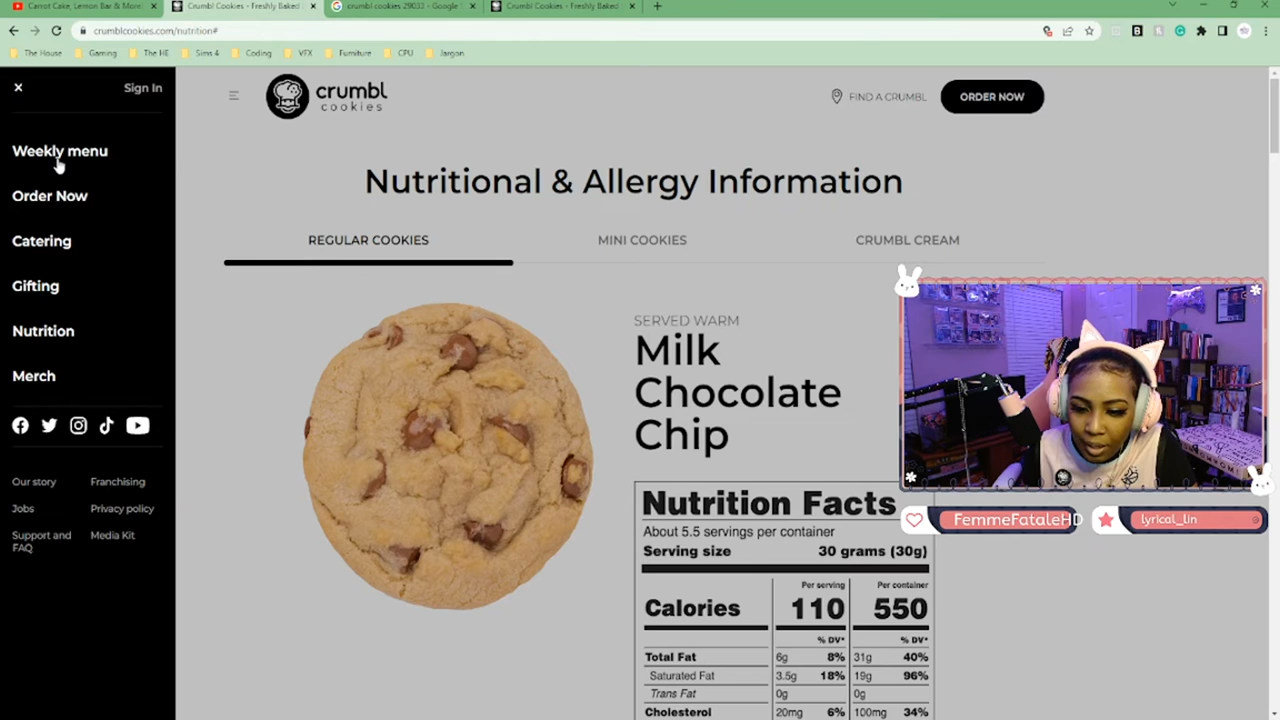 Carrot Cake, Lemon Bar & More!
Crumbl Cookies - Freshly Baked
crumbl cookies 29033 - Google
Crumbl Cookies - Freshly Baked
crumblcookies.com/nutrition#
The House
Gaming
The HE
Sims 4
Coding
VFX
Furniture
CPU
Jargon
Sign In
Weekly menu
Order Now
Catering
Gifting
Nutrition
Merch
Our story
Franchising
Jobs
Privacy policy
Support and
FAQ
Media Kit
crumbl
cookies
FIND A CRUMBL
ORDER NOW
Nutritional & Allergy Information
REGULAR COOKIES
MINI COOKIES
CRUMBL CREAM
SERVED WARM
Milk
Chocolate
Chip
Nutrition Facts
About 5.5 servings per container
Serving size 30 grams (30g)
Per serving Per container
Calories 110 550
% DV* % DV*
Total Fat 6g 8% 31g 40%
Saturated Fat 3.5g 18% 19g 96%
Trans Fat 0g 0g
Cholesterol 20mg 6% 100mg 34%
FemmeFataleHD
lyrical_lin